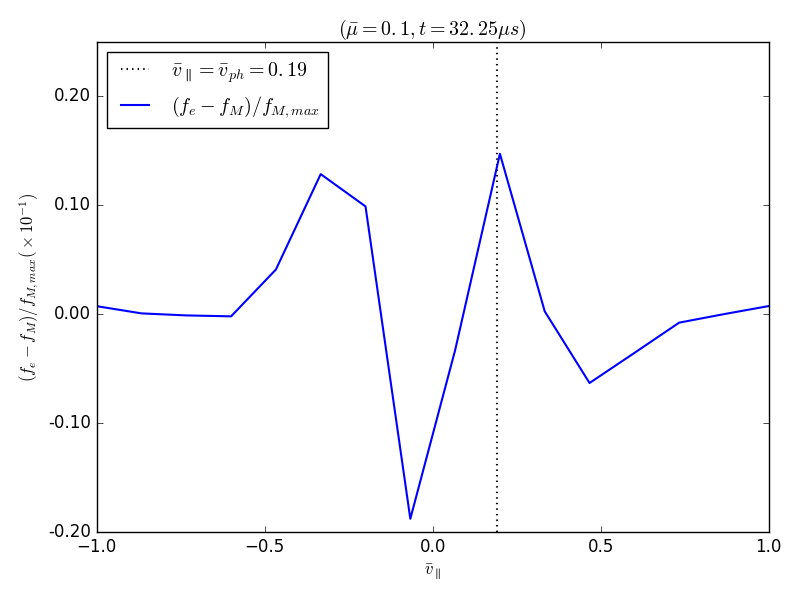 (μ̄ = 0.1, t = 32.25μs)
v̄∥ = v̄ph = 0.19
(fe − fM)/fM,max
0.20
0.10
0.00
-0.10
-0.20
(fe − fM)/fM,max(×10⁻¹)
−1.0 −0.5 0.0 0.5 1.0
v̄∥